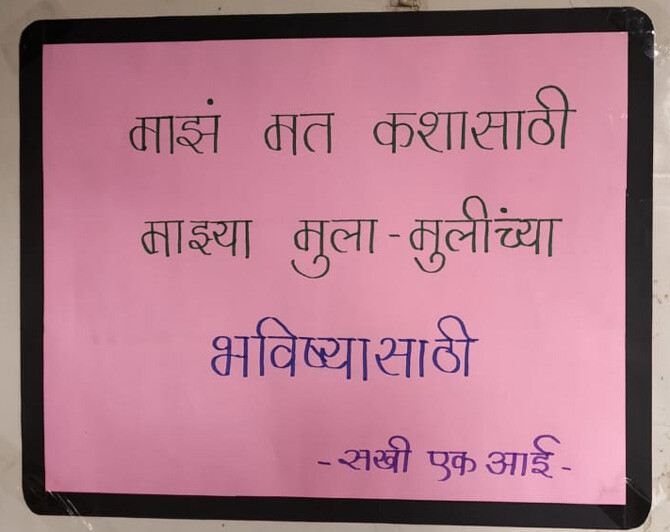 माझं मत कशासाठी
माझ्या मुला-मुलींच्या
भविष्यासाठी
- सखी एक आई -